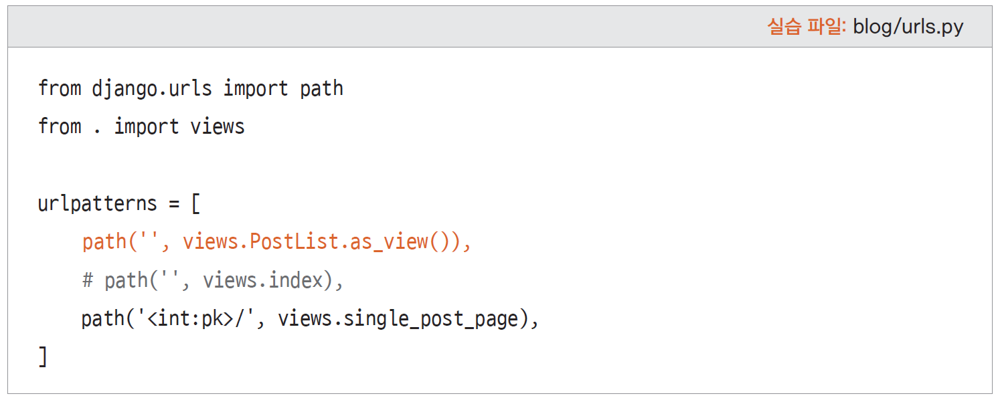 실습 파일: blog/urls.py
from django.urls import path
from . import views
urlpatterns = [
    path('', views.PostList.as_view()),
    # path('', views.index),
    path('<int:pk>/', views.single_post_page),
]